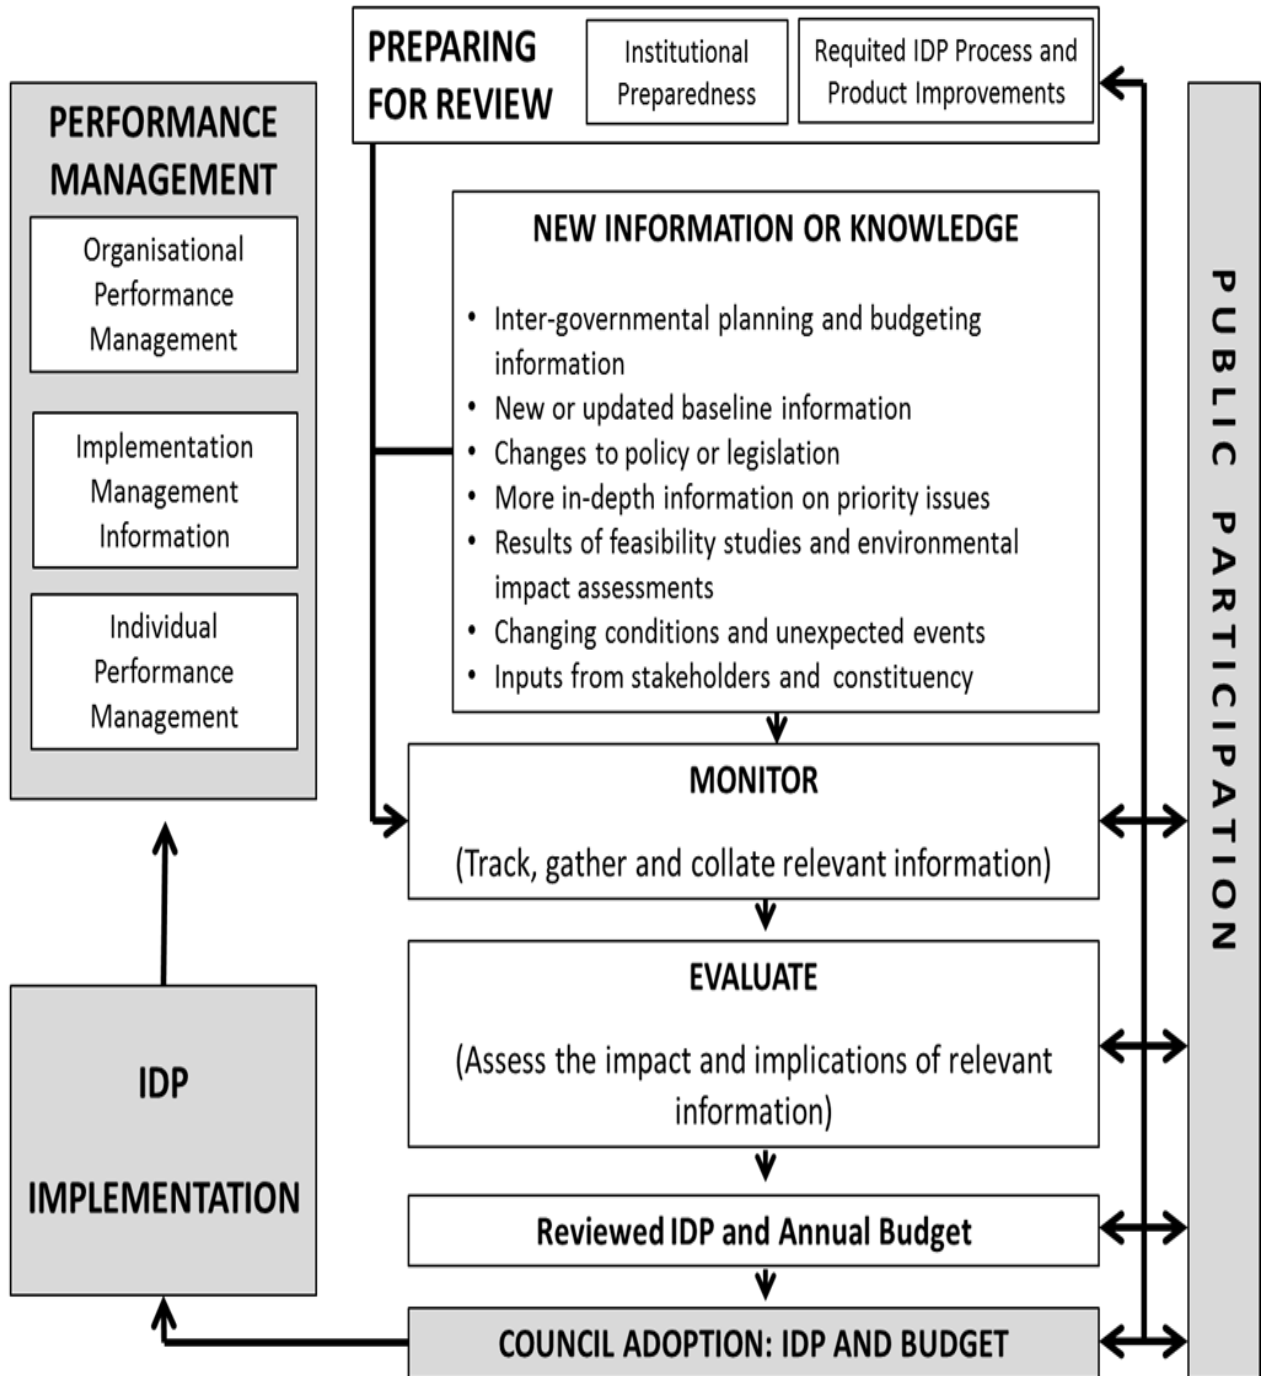 PREPARING
FOR REVIEW
Institutional
Preparedness
Requited IDP Process and
Product Improvements
PERFORMANCE
MANAGEMENT
Organisational
Performance
Management
Implementation
Management
Information
Individual
Performance
Management
NEW INFORMATION OR KNOWLEDGE
• Inter-governmental planning and budgeting
information
• New or updated baseline information
• Changes to policy or legislation
• More in-depth information on priority issues
• Results of feasibility studies and environmental
impact assessments
• Changing conditions and unexpected events
• Inputs from stakeholders and constituency
MONITOR
(Track, gather and collate relevant information)
EVALUATE
(Assess the impact and implications of relevant
information)
Reviewed IDP and Annual Budget
COUNCIL ADOPTION: IDP AND BUDGET
IDP
IMPLEMENTATION
PUBLIC PARTICIPATION